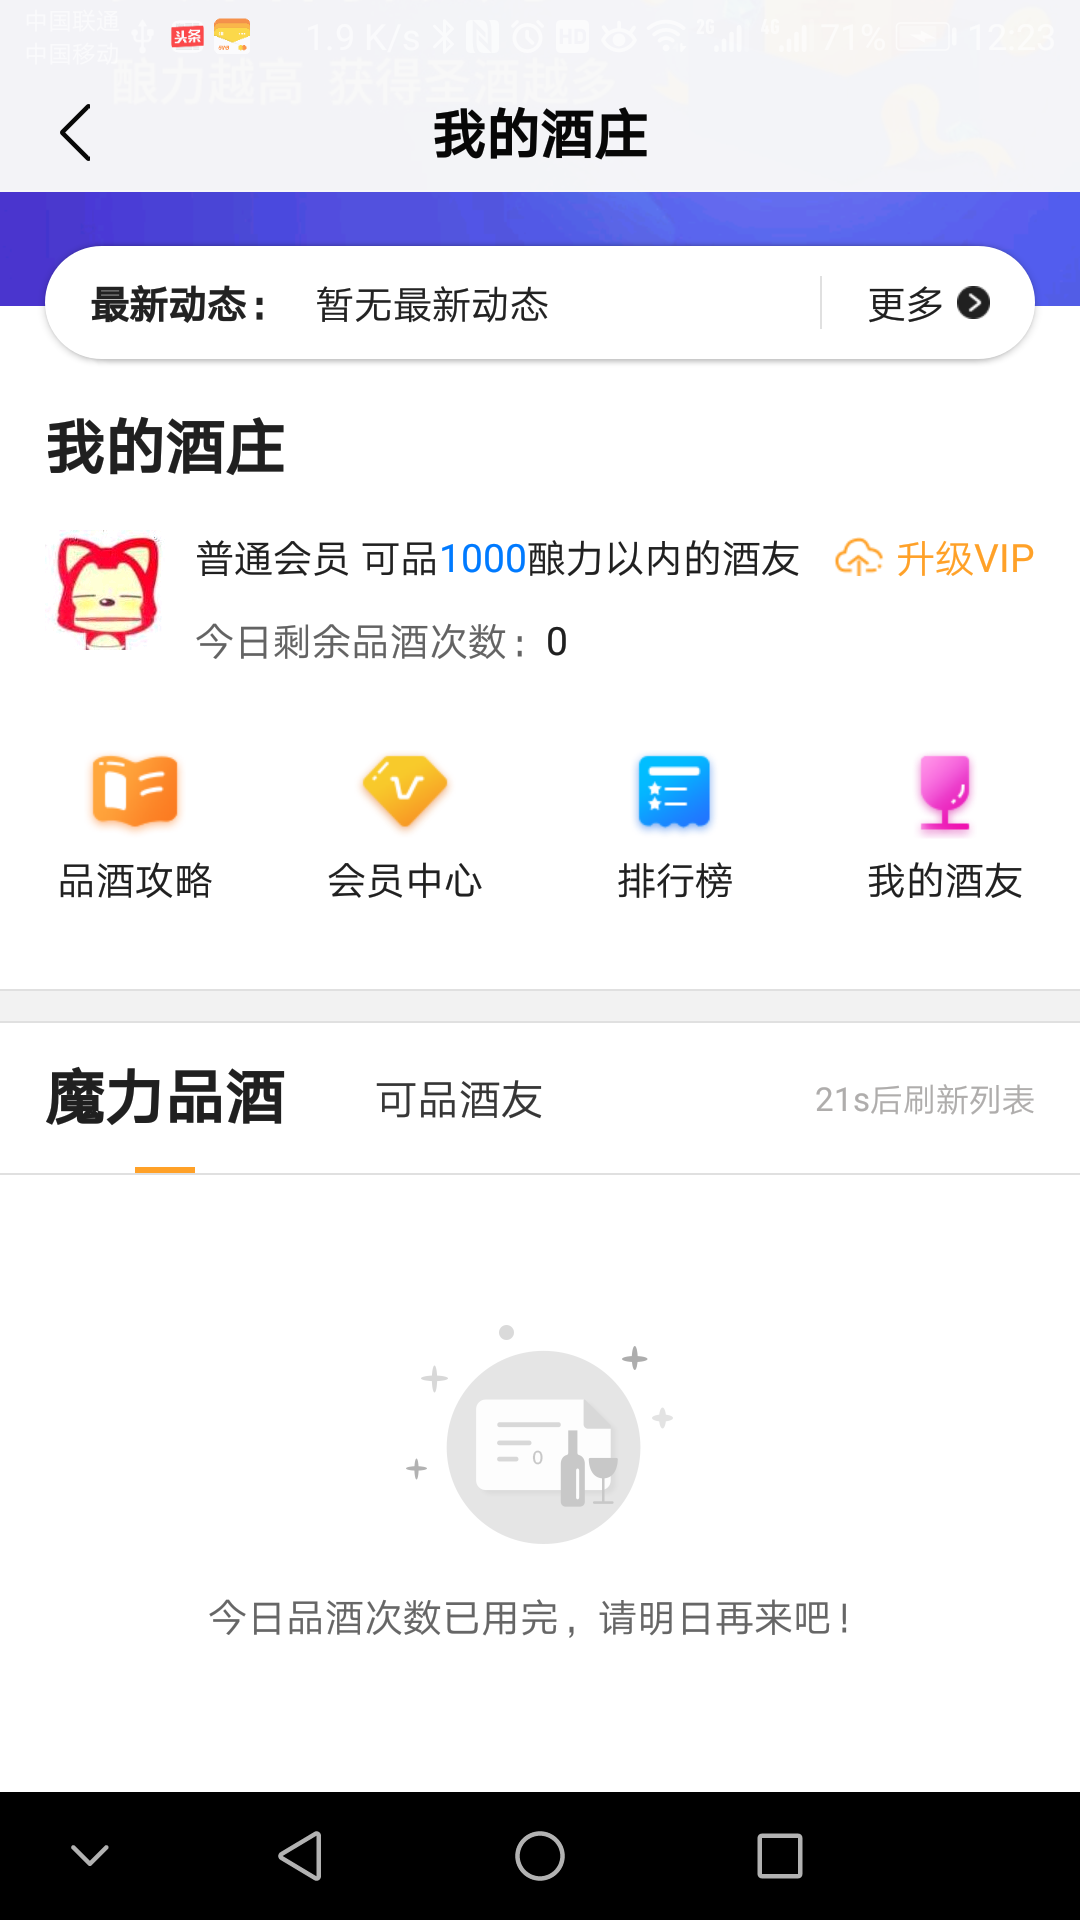 中国联通
中国移动
头条
1.9 K/s
HD
2G
4G
71%
12:23
酿力越高 获得圣酒越多
我的酒庄
最新动态： 暂无最新动态
更多
我的酒庄
普通会员 可品1000酿力以内的酒友
升级VIP
今日剩余品酒次数：0
品酒攻略
会员中心
排行榜
我的酒友
魔力品酒
可品酒友
21s后刷新列表
0
今日品酒次数已用完，请明日再来吧！